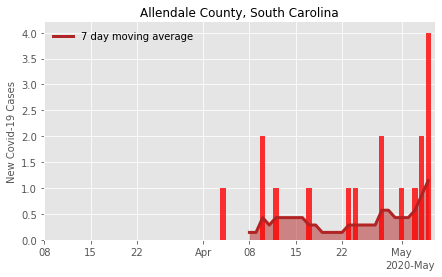 Allendale County, South Carolina
7 day moving average
New Covid-19 Cases
4.0
3.5
3.0
2.5
2.0
1.5
1.0
0.5
0.0
08 15 22 Apr 08 15 22 May
2020-May